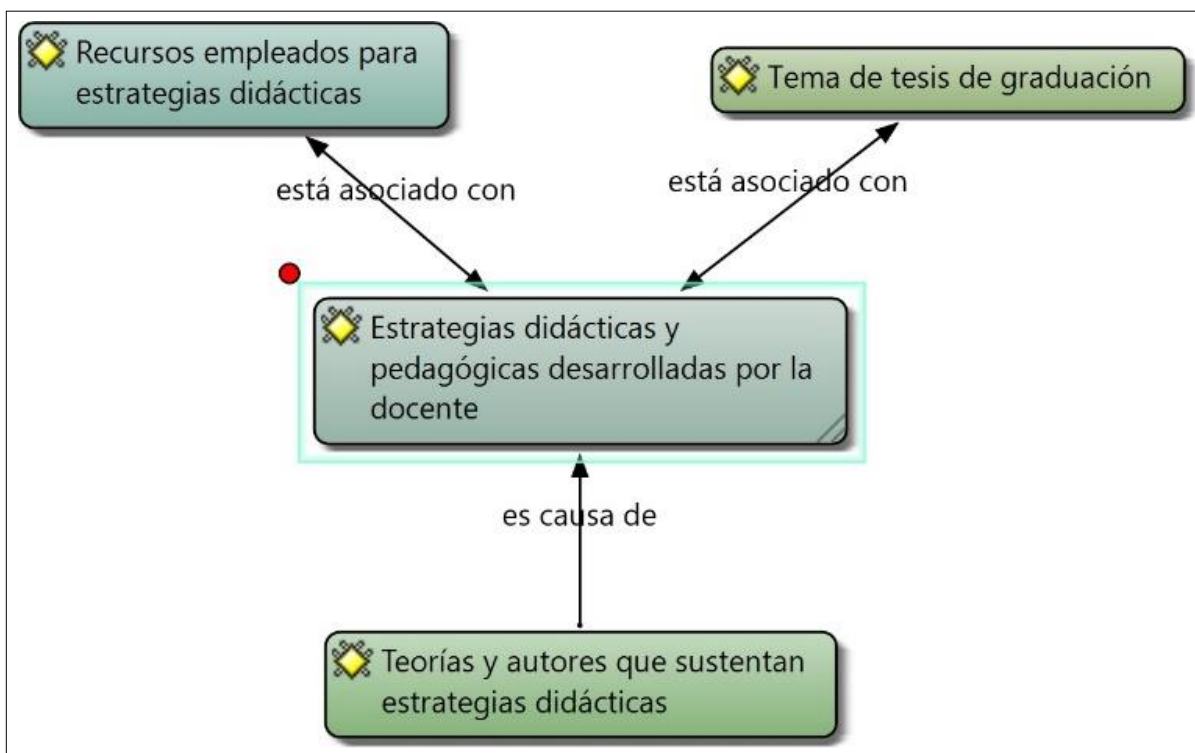 Recursos empleados para
estrategias didácticas
Tema de tesis de graduación
está asociado con
está asociado con
Estrategias didácticas y
pedagógicas desarrolladas por la
docente
es causa de
Teorías y autores que sustentan
estrategias didácticas